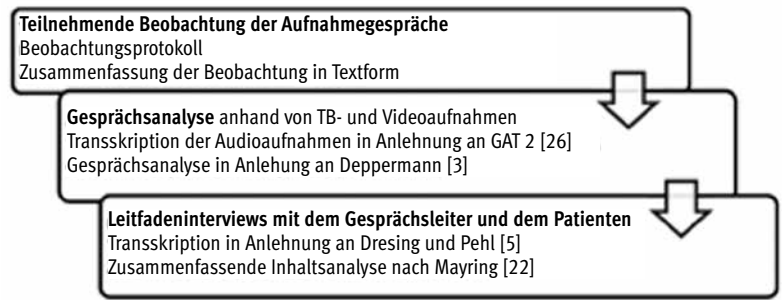 Teilnehmende Beobachtung der Aufnahmegespräche
Beobachtungsprotokoll
Zusammenfassung der Beobachtung in Textform
Gesprächsanalyse anhand von TB- und Videoaufnahmen
Transskription der Audioaufnahmen in Anlehnung an GAT 2 [26]
Gesprächsanalyse in Anlehung an Deppermann [3]
Leitfadeninterviews mit dem Gesprächsleiter und dem Patienten
Transskription in Anlehnung an Dresing und Pehl [5]
Zusammenfassende Inhaltsanalyse nach Mayring [22]